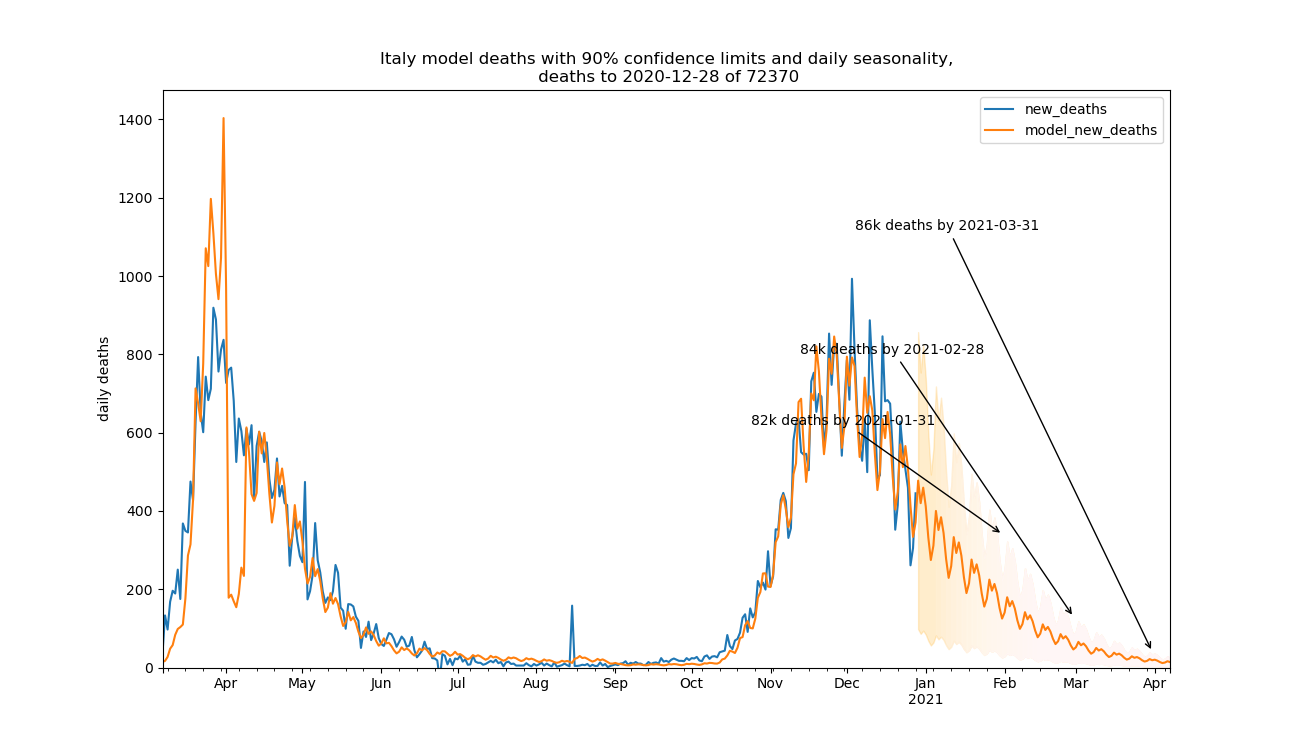 Italy model deaths with 90% confidence limits and daily seasonality,
deaths to 2020-12-28 of 72370
new_deaths
model_new_deaths
daily deaths
1400
1200
1000
800
600
400
200
0
86k deaths by 2021-03-31
84k deaths by 2021-02-28
82k deaths by 2021-01-31
Apr May Jun Jul Aug Sep Oct Nov Dec Jan Feb Mar Apr
2021